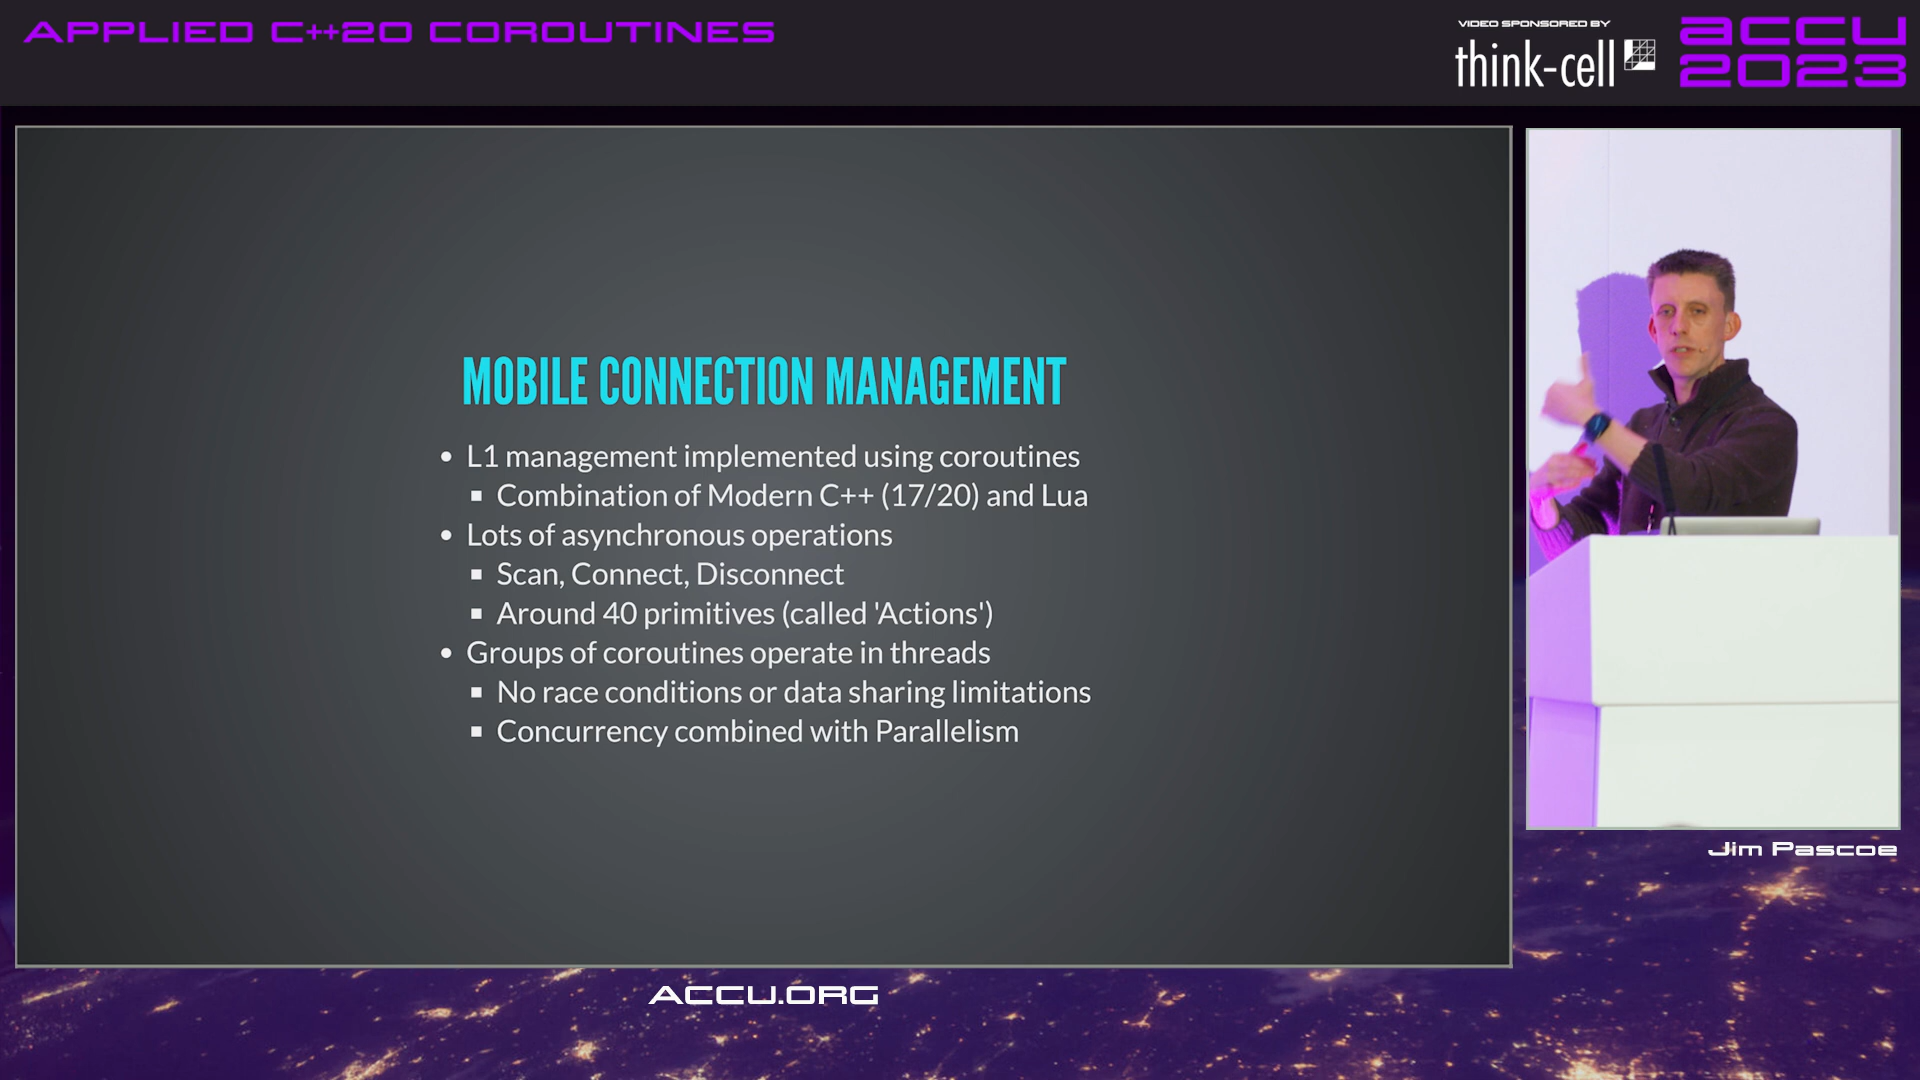 APPLIED C++20 COROUTINES
VIDEO SPONSORED BY
think-cell
ACCU
2023
MOBILE CONNECTION MANAGEMENT
• L1 management implemented using coroutines
▪ Combination of Modern C++ (17/20) and Lua
• Lots of asynchronous operations
▪ Scan, Connect, Disconnect
▪ Around 40 primitives (called 'Actions')
• Groups of coroutines operate in threads
▪ No race conditions or data sharing limitations
▪ Concurrency combined with Parallelism
Jim Pascoe
ACCU.ORG